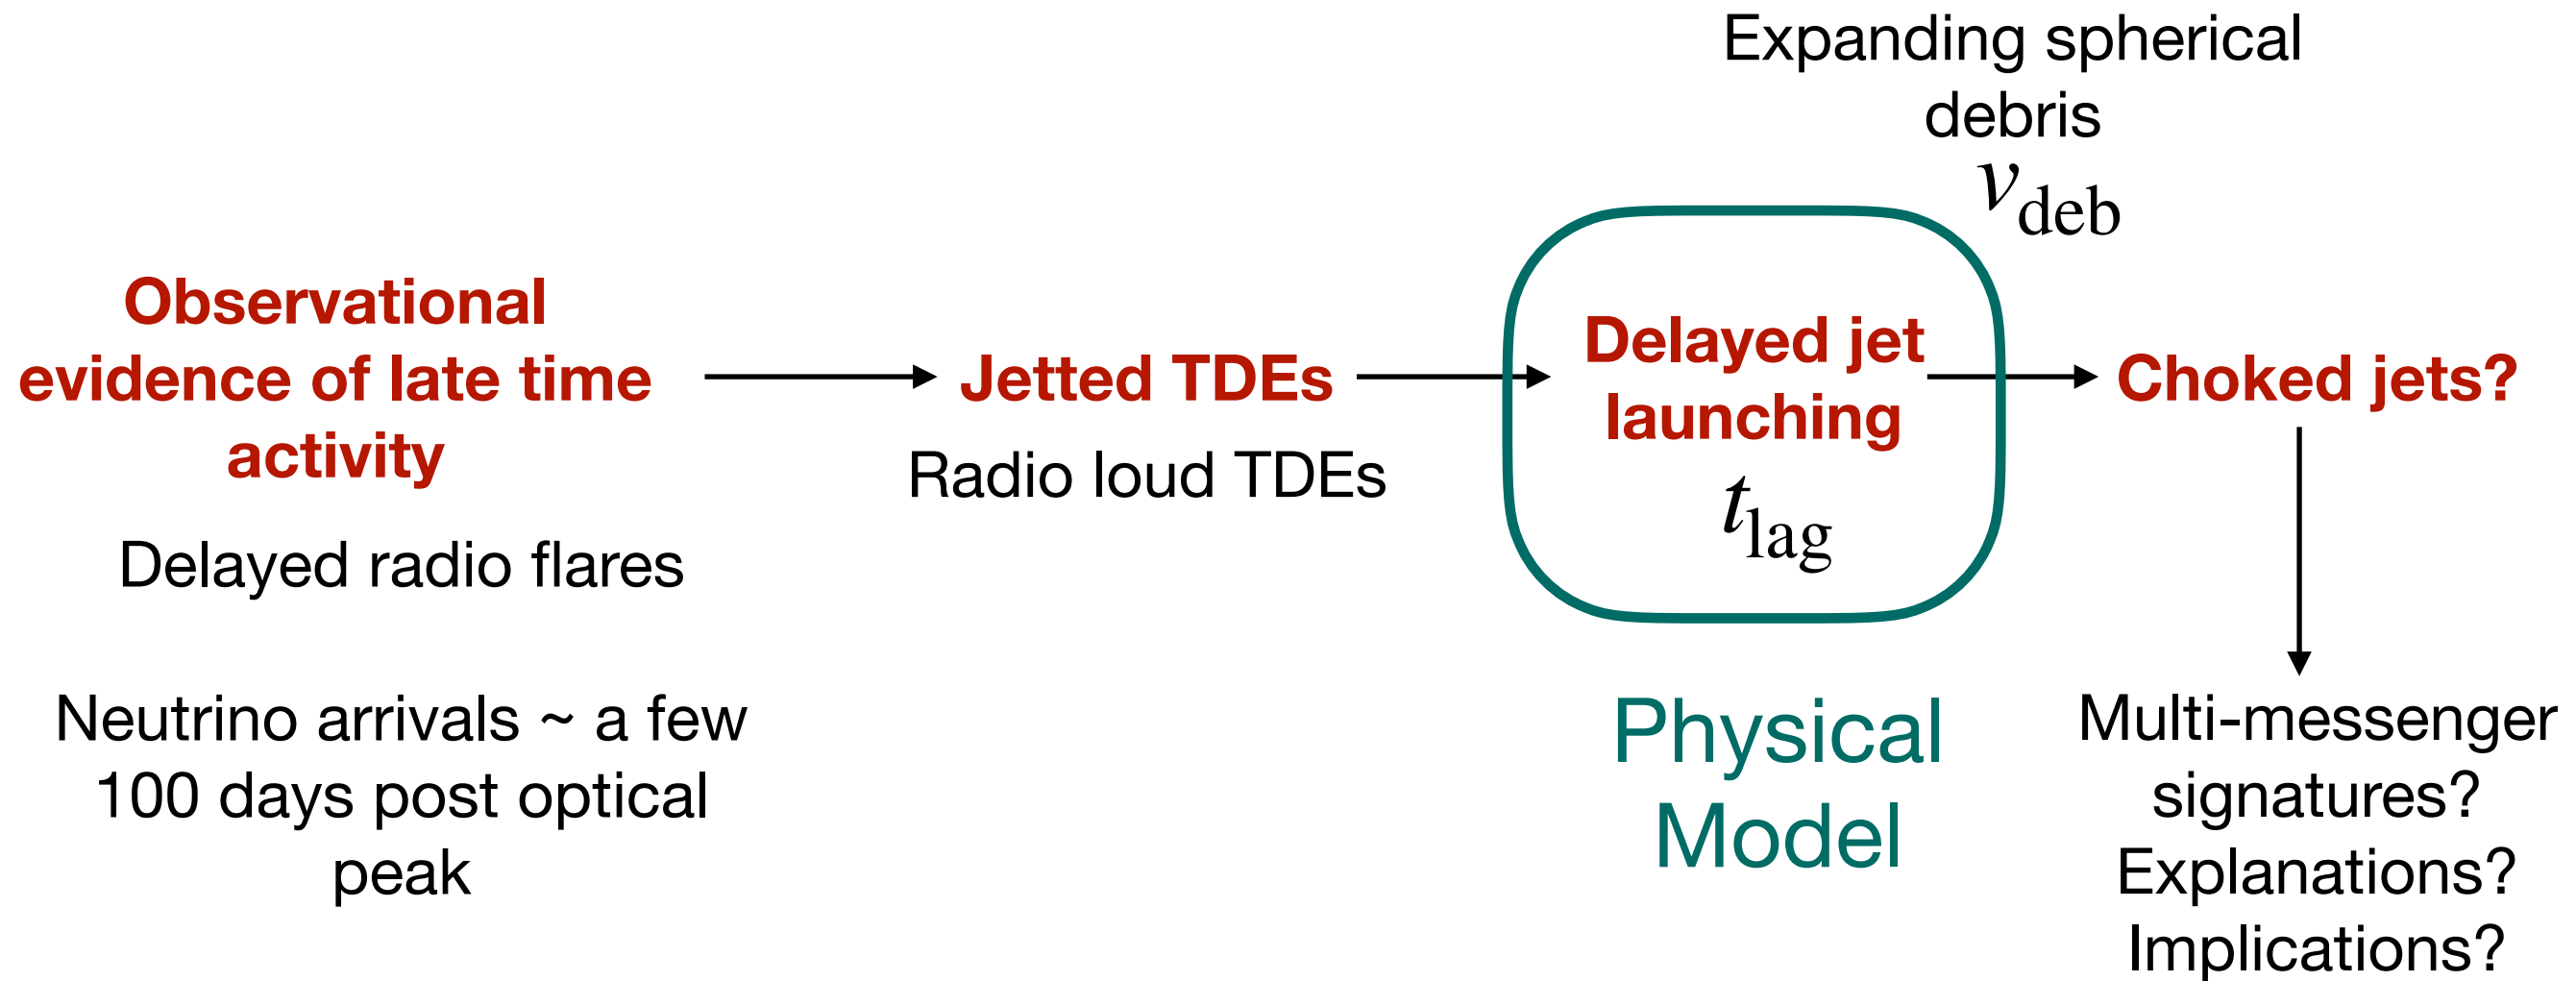 Observational
evidence of late time
activity
Delayed radio flares
Neutrino arrivals ~ a few
100 days post optical
peak
Jetted TDEs
Radio loud TDEs
Expanding spherical
debris
v_deb
Delayed jet
launching
t_lag
Physical
Model
Choked jets?
Multi-messenger
signatures?
Explanations?
Implications?